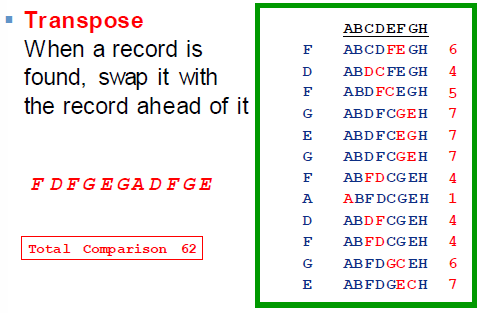 Transpose
When a record is
found, swap it with
the record ahead of it
F D F G E G A D F G E
Total Comparison 62
ABCDEFGH
F ABCDFEGH 6
D ABDCFEGH 4
F ABDFCEGH 5
G ABDFCGEH 7
E ABDFCEGH 7
G ABDFCGEH 7
F ABFDCGEH 4
A ABFDCGEH 1
D ABDFCGEH 4
F ABFDCGEH 4
G ABFDGCEH 6
E ABFDGECH 7